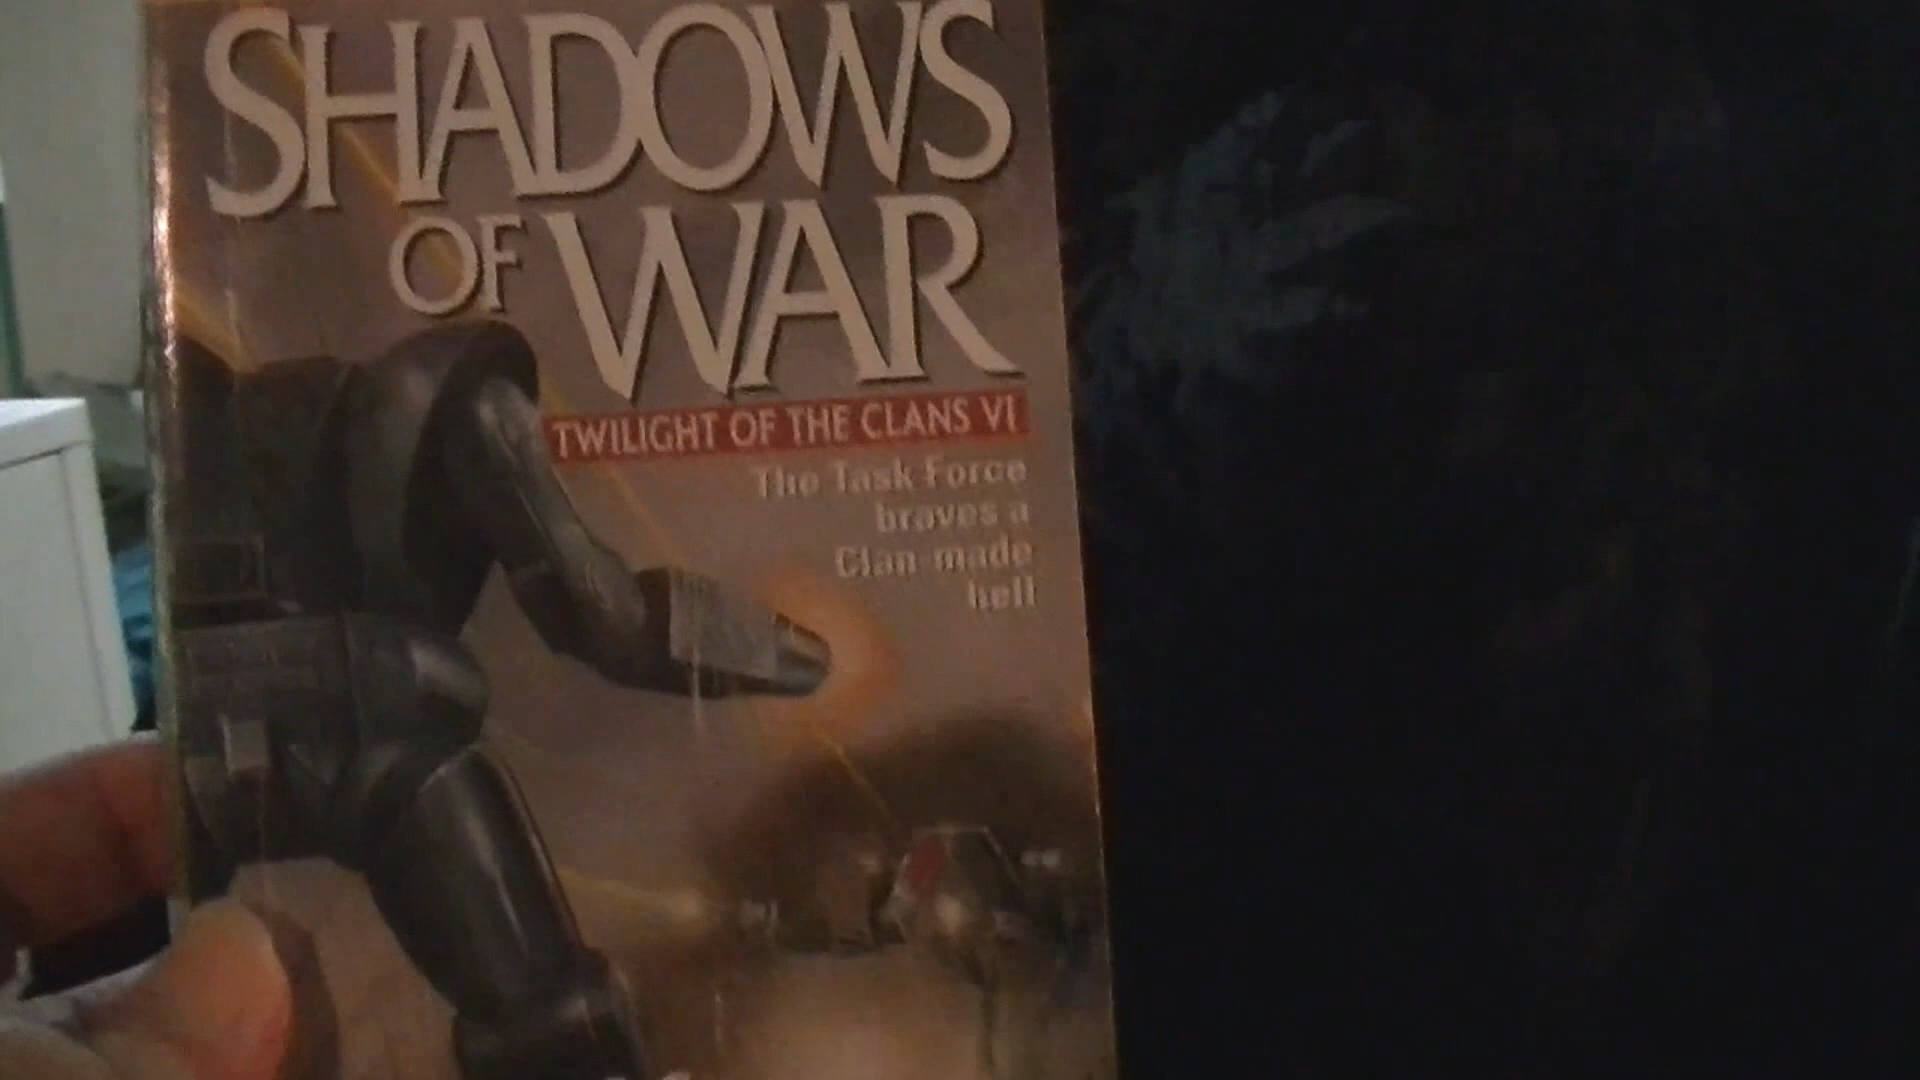 SHADOWS
OF WAR
TWILIGHT OF THE CLANS VI
The Task Force
braves a
Clan-made
hell